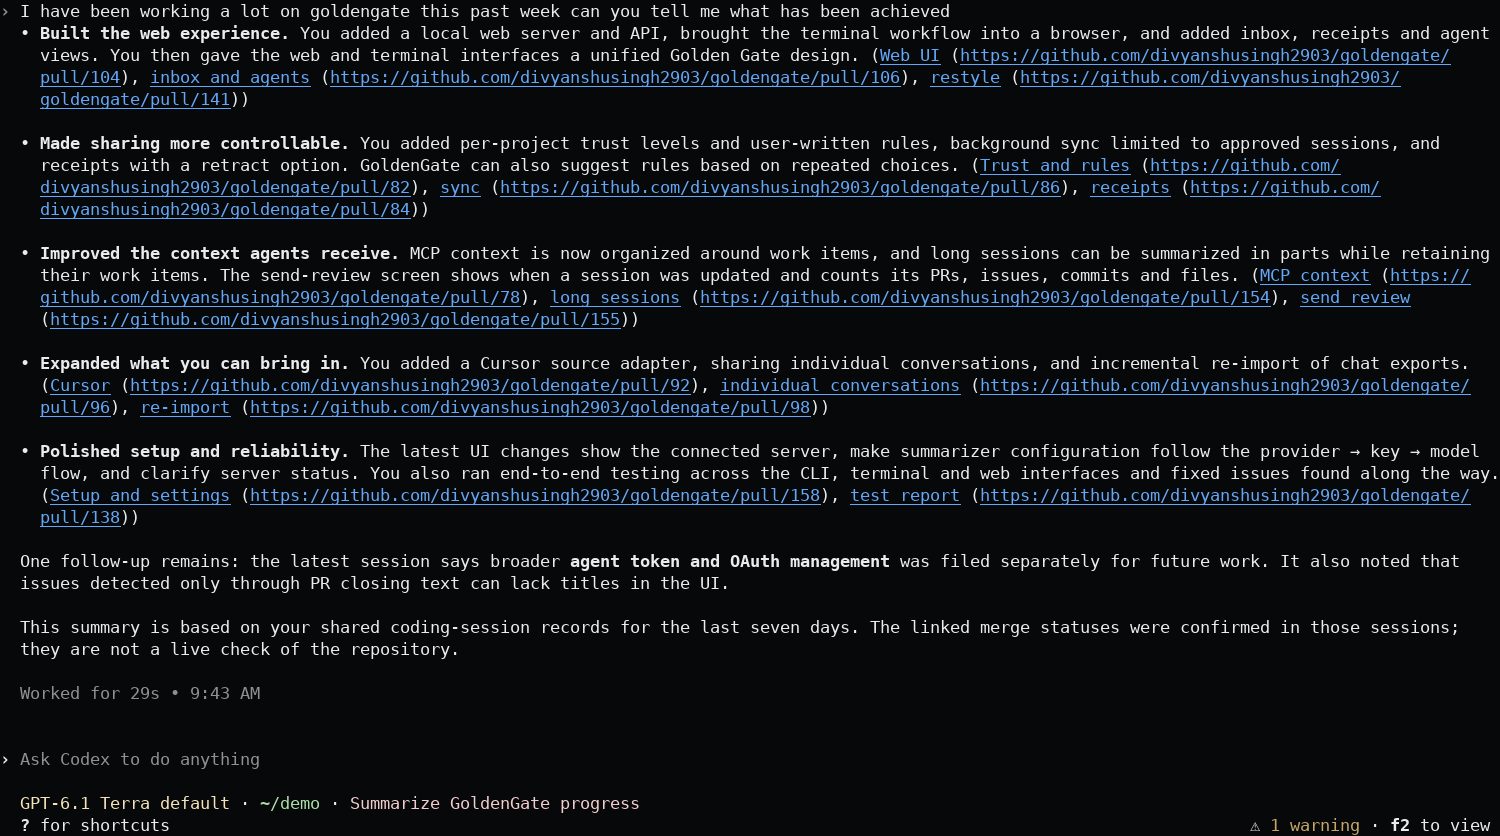 › I have been working a lot on goldengate this past week can you tell me what has been achieved
• Built the web experience. You added a local web server and API, brought the terminal workflow into a browser, and added inbox, receipts and agent
views. You then gave the web and terminal interfaces a unified Golden Gate design. (Web UI (https://github.com/divyanshusingh2903/goldengate/
pull/104), inbox and agents (https://github.com/divyanshusingh2903/goldengate/pull/106), restyle (https://github.com/divyanshusingh2903/
goldengate/pull/141))
• Made sharing more controllable. You added per-project trust levels and user-written rules, background sync limited to approved sessions, and
receipts with a retract option. GoldenGate can also suggest rules based on repeated choices. (Trust and rules (https://github.com/
divyanshusingh2903/goldengate/pull/82), sync (https://github.com/divyanshusingh2903/goldengate/pull/86), receipts (https://github.com/
divyanshusingh2903/goldengate/pull/84))
• Improved the context agents receive. MCP context is now organized around work items, and long sessions can be summarized in parts while retaining
their work items. The send-review screen shows when a session was updated and counts its PRs, issues, commits and files. (MCP context (https://
github.com/divyanshusingh2903/goldengate/pull/78), long sessions (https://github.com/divyanshusingh2903/goldengate/pull/154), send review
(https://github.com/divyanshusingh2903/goldengate/pull/155))
• Expanded what you can bring in. You added a Cursor source adapter, sharing individual conversations, and incremental re-import of chat exports.
(Cursor (https://github.com/divyanshusingh2903/goldengate/pull/92), individual conversations (https://github.com/divyanshusingh2903/goldengate/
pull/96), re-import (https://github.com/divyanshusingh2903/goldengate/pull/98))
• Polished setup and reliability. The latest UI changes show the connected server, make summarizer configuration follow the provider → key → model
flow, and clarify server status. You also ran end-to-end testing across the CLI, terminal and web interfaces and fixed issues found along the way.
(Setup and settings (https://github.com/divyanshusingh2903/goldengate/pull/158), test report (https://github.com/divyanshusingh2903/goldengate/
pull/138))
One follow-up remains: the latest session says broader agent token and OAuth management was filed separately for future work. It also noted that
issues detected only through PR closing text can lack titles in the UI.
This summary is based on your shared coding-session records for the last seven days. The linked merge statuses were confirmed in those sessions;
they are not a live check of the repository.
Worked for 29s • 9:43 AM
› Ask Codex to do anything
GPT-6.1 Terra default · ~/demo · Summarize GoldenGate progress
? for shortcuts ⚠ 1 warning · f2 to view